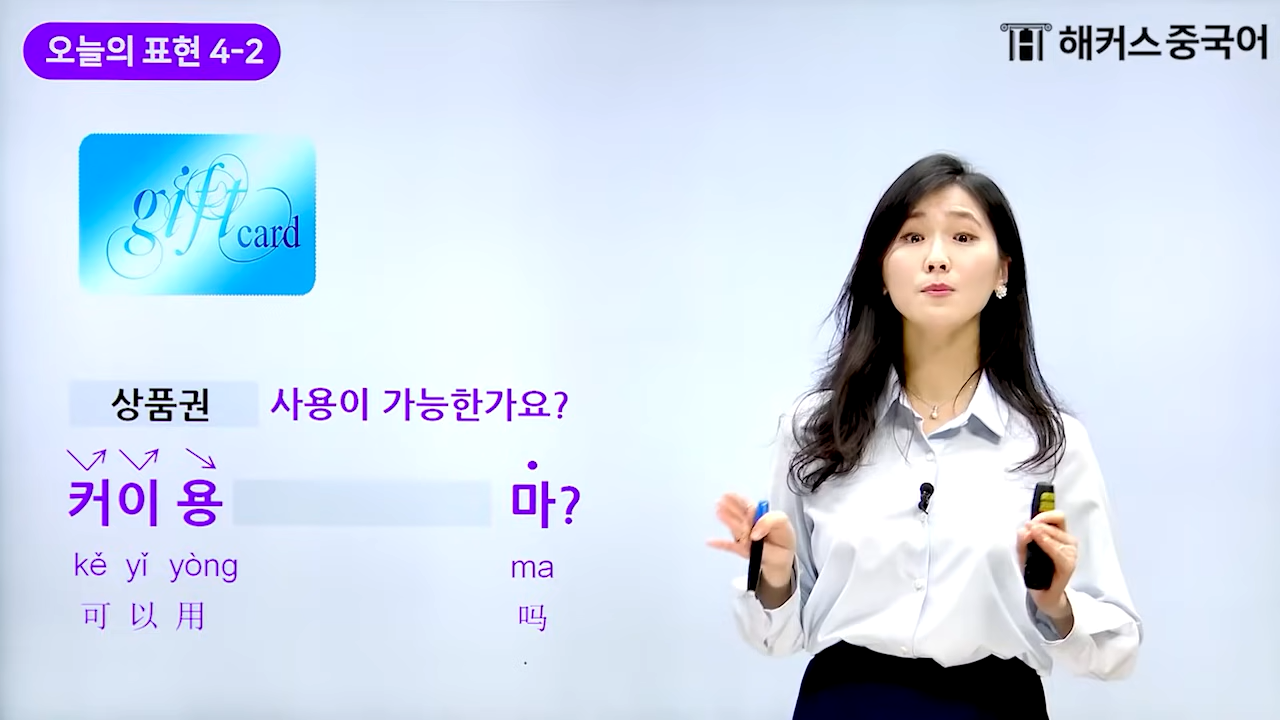 오늘의 표현 4-2
해커스중국어
gift card
상품권 사용이 가능한가요?
커이 용 마?
kě yǐ yòng ma
可以用 吗